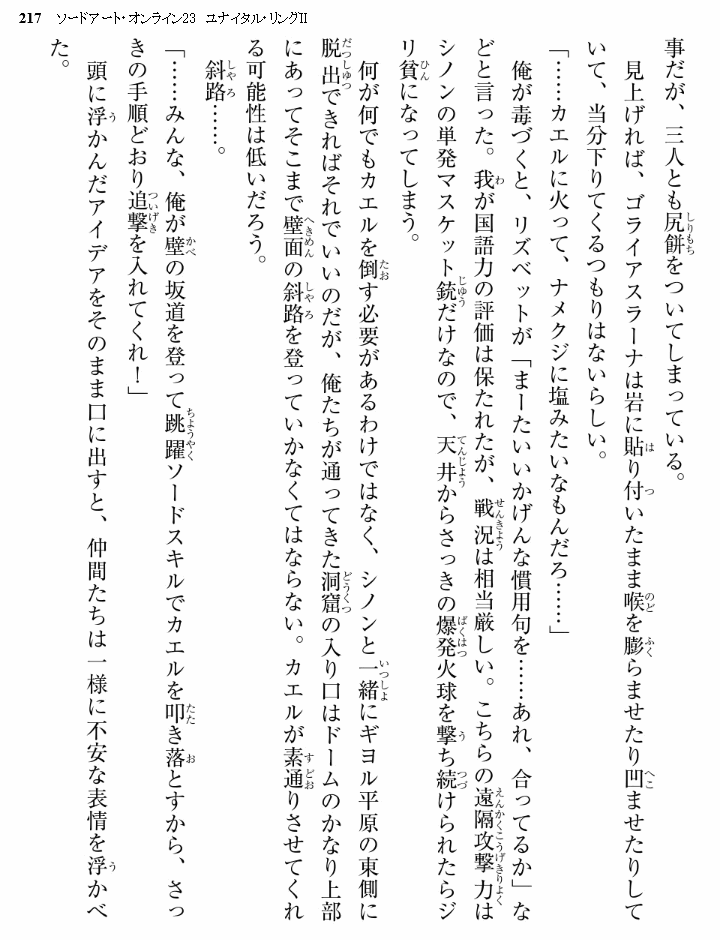 217 ソードアート・オンライン23 ユナイタル・リングII
事だが、三人とも尻餅をついてしまっている。
見上げれば、ゴライアスラーナは岩に貼り付いたまま喉を膨らませたり凹ませたりして
いて、当分下りてくるつもりはないらしい。
「……カエルに火って、ナメクジに塩みたいなもんだろ……」
俺が毒づくと、リズベットが「まーたいいかげんな慣用句を……あれ、合ってるか」な
どと言った。我が国語力の評価は保たれたが、戦況は相当厳しい。こちらの遠隔攻撃力は
シノンの単発マスケット銃だけなので、天井からさっきの爆発火球を撃ち続けられたらジ
リ貧になってしまう。
何が何でもカエルを倒す必要があるわけではなく、シノンと一緒にギヨル平原の東側に
脱出できればそれでいいのだが、俺たちが通ってきた洞窟の入り口はドームのかなり上部
にあってそこまで壁面の斜路を登っていかなくてはならない。カエルが素通りさせてくれ
る可能性は低いだろう。
斜路……。
「……みんな、俺が壁の坂道を登って跳躍ソードスキルでカエルを叩き落とすから、さっ
きの手順どおり追撃を入れてくれ！」
頭に浮かんだアイデアをそのまま口に出すと、仲間たちは一様に不安な表情を浮かべ
た。